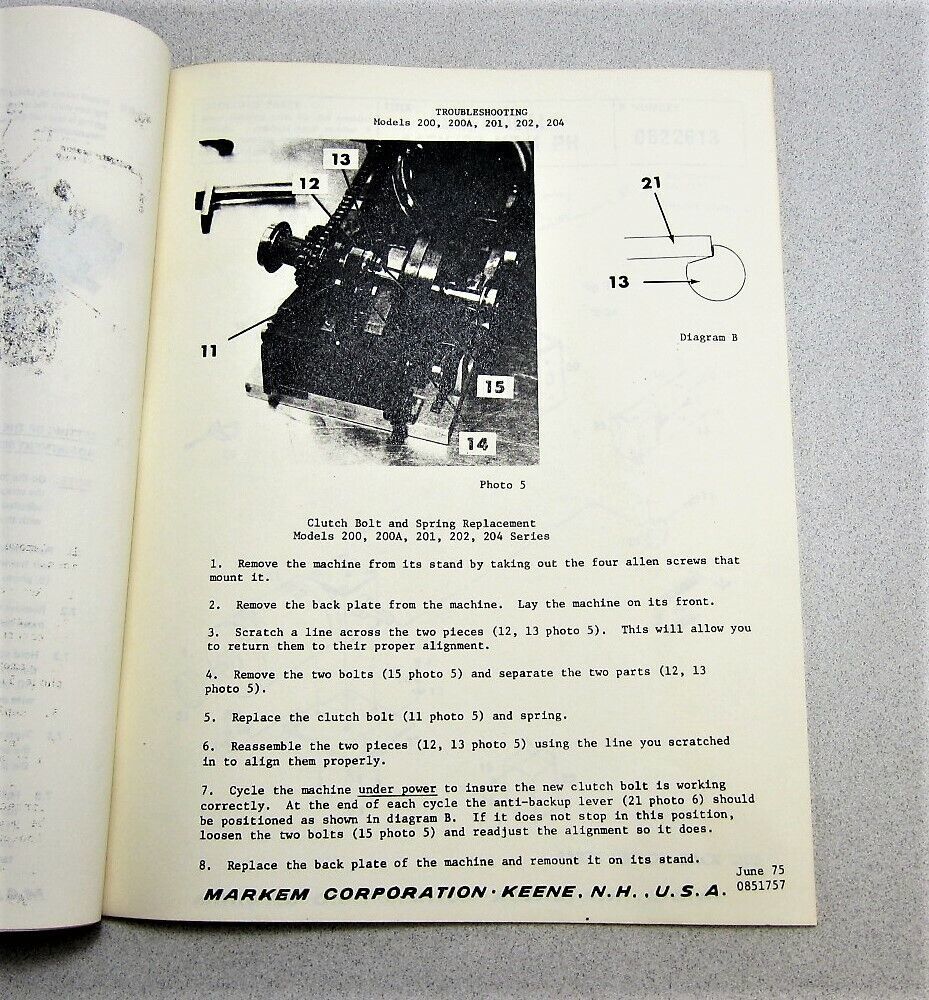 TROUBLESHOOTING
Models 200, 200A, 201, 202, 204
13
12
11
15
14
Photo 5
21
13
Diagram B
Clutch Bolt and Spring Replacement
Models 200, 200A, 201, 202, 204 Series
1. Remove the machine from its stand by taking out the four allen screws that
mount it.
2. Remove the back plate from the machine. Lay the machine on its front.
3. Scratch a line across the two pieces (12, 13 photo 5). This will allow you
to return them to their proper alignment.
4. Remove the two bolts (15 photo 5) and separate the two parts (12, 13
photo 5).
5. Replace the clutch bolt (11 photo 5) and spring.
6. Reassemble the two pieces (12, 13 photo 5) using the line you scratched
in to align them properly.
7. Cycle the machine under power to insure the new clutch bolt is working
correctly. At the end of each cycle the anti-backup lever (21 photo 6) should
be positioned as shown in diagram B. If it does not stop in this position,
loosen the two bolts (15 photo 5) and readjust the alignment so it does.
8. Replace the back plate of the machine and remount it on its stand.
June 75
0851757
MARKEM CORPORATION · KEENE, N.H., U.S.A.